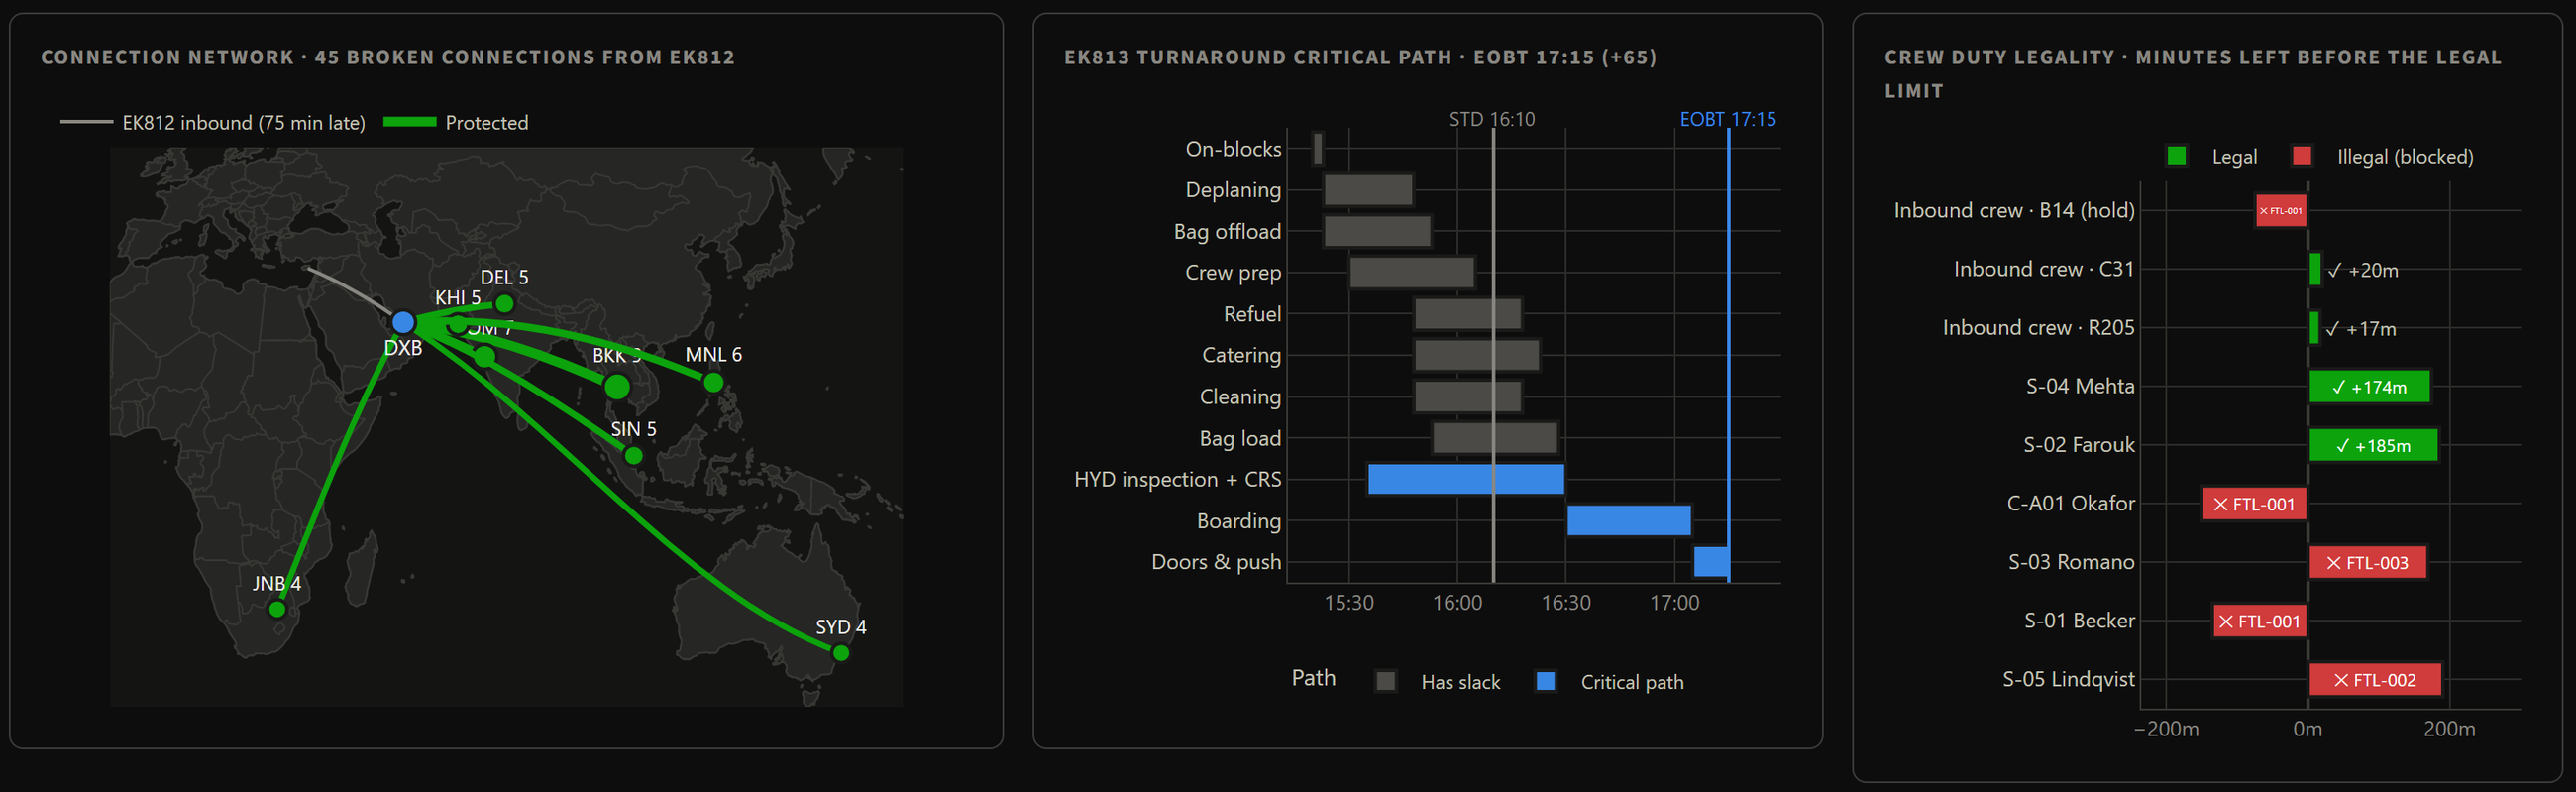 CONNECTION NETWORK · 45 BROKEN CONNECTIONS FROM EK812
EK812 inbound (75 min late)
Protected
DEL 5
KHI 5
DXB
BKK
MNL 6
SIN 5
JNB 4
SYD 4
EK813 TURNAROUND CRITICAL PATH · EOBT 17:15 (+65)
STD 16:10
EOBT 17:15
On-blocks
Deplaning
Bag offload
Crew prep
Refuel
Catering
Cleaning
Bag load
HYD inspection + CRS
Boarding
Doors & push
15:30
16:00
16:30
17:00
Path
Has slack
Critical path
CREW DUTY LEGALITY · MINUTES LEFT BEFORE THE LEGAL
LIMIT
Legal
Illegal (blocked)
Inbound crew · B14 (hold)
✕ FTL-001
Inbound crew · C31
✓ +20m
Inbound crew · R205
✓ +17m
S-04 Mehta
✓ +174m
S-02 Farouk
✓ +185m
C-A01 Okafor
✕ FTL-001
S-03 Romano
✕ FTL-003
S-01 Becker
✕ FTL-001
S-05 Lindqvist
✕ FTL-002
−200m
0m
200m